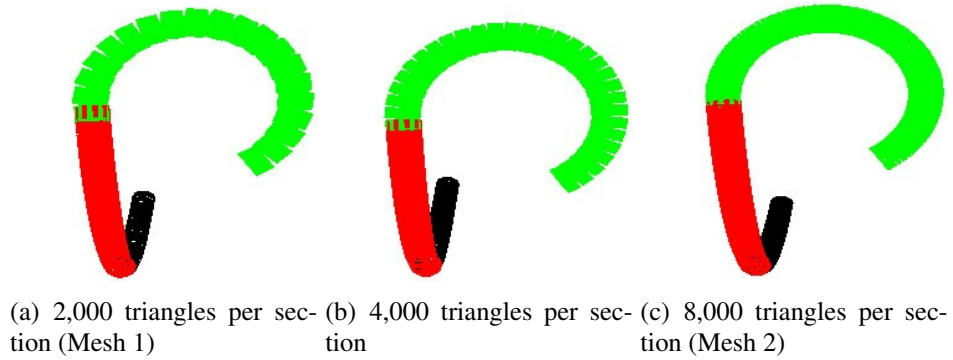 (a) 2,000 triangles per sec-
tion (Mesh 1)
(b) 4,000 triangles per sec-
tion
(c) 8,000 triangles per sec-
tion (Mesh 2)